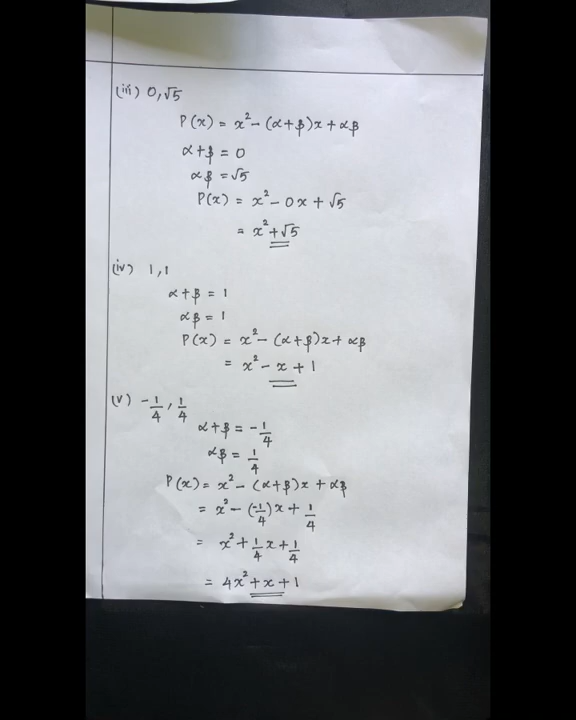 (iii) 0, √5
P(x) = x² - (α+β)x + αβ
α+β = 0
αβ = √5
P(x) = x² - 0x + √5
= x² + √5
(iv) 1, 1
α+β = 1
αβ = 1
P(x) = x² - (α+β)x + αβ
= x² - x + 1
(v) -1/4, 1/4
α+β = -1/4
αβ = 1/4
P(x) = x² - (α+β)x + αβ
= x² - (-1/4)x + 1/4
= x² + 1/4 x + 1/4
= 4x² + x + 1